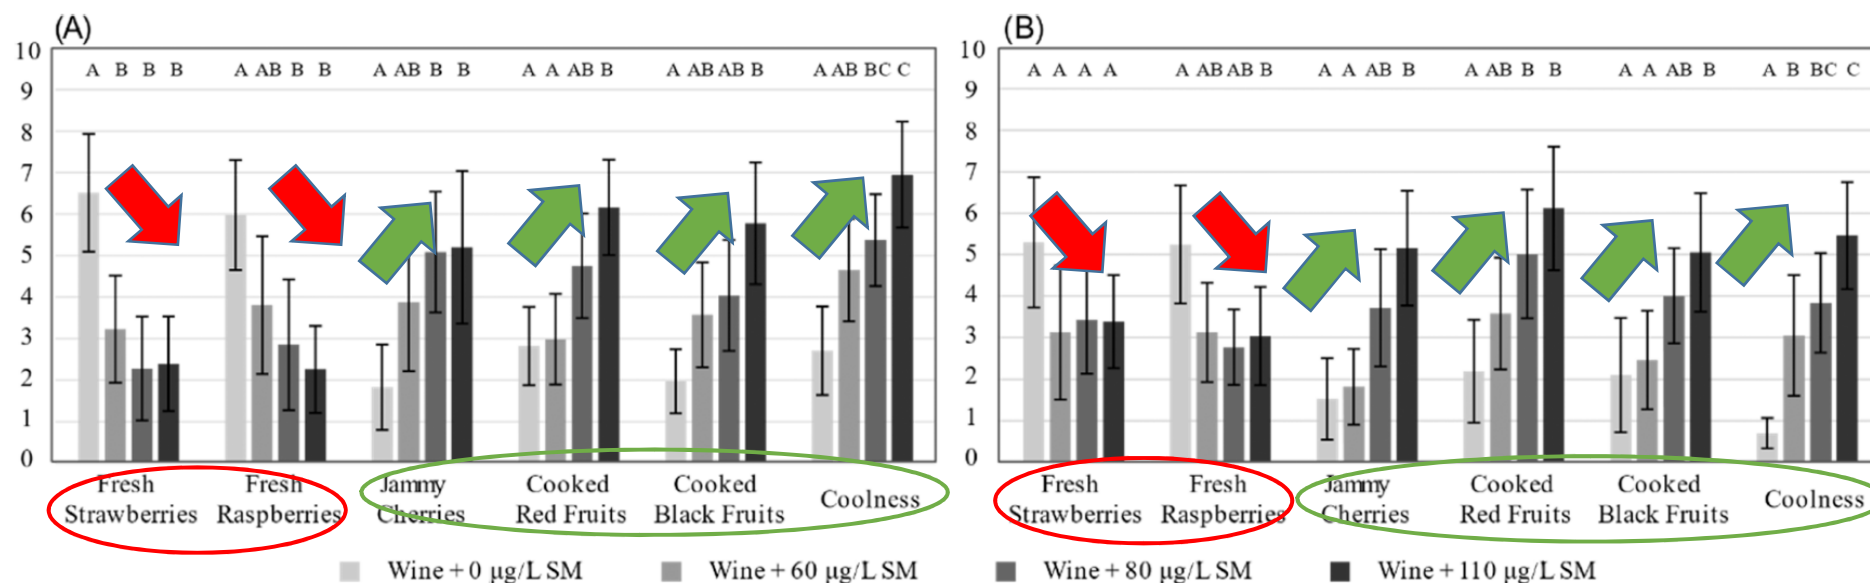 (A)
10
9
8
7
6
5
4
3
2
1
0
A B B B
A AB B B
A AB B B
A A AB B
A AB AB B
A AB BC C
Fresh
Strawberries
Fresh
Raspberries
Jammy
Cherries
Cooked
Red Fruits
Cooked
Black Fruits
Coolness
(B)
10
9
8
7
6
5
4
3
2
1
0
A A A A
A AB AB B
A A AB B
A AB B B
A A AB B
A B BC C
Fresh
Strawberries
Fresh
Raspberries
Jammy
Cherries
Cooked
Red Fruits
Cooked
Black Fruits
Coolness
Wine + 0 µg/L SM
Wine + 60 µg/L SM
Wine + 80 µg/L SM
Wine + 110 µg/L SM